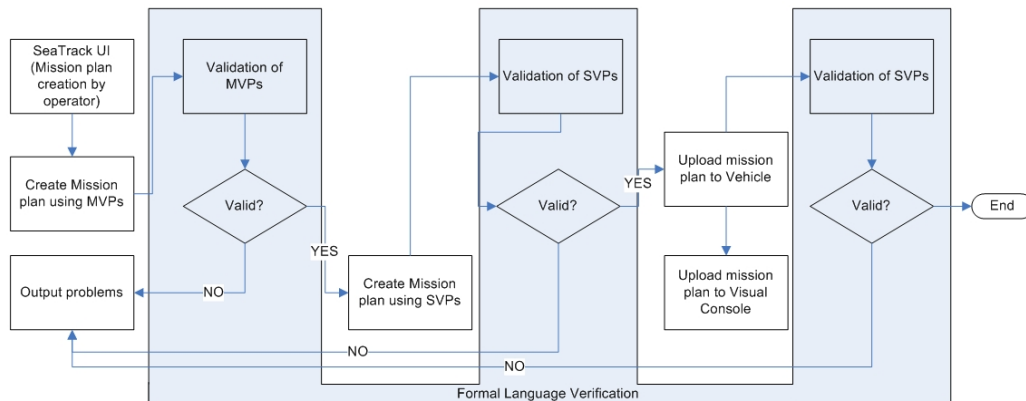 SeaTrack UI
(Mission plan
creation by
operator)
Validation of
MVPs
Validation of SVPs
Validation of SVPs
Create Mission
plan using MVPs
Valid?
YES
Valid?
YES
Upload mission
plan to Vehicle
Valid?
End
Output problems
NO
Create Mission
plan using SVPs
Upload mission
plan to Visual
Console
NO
NO
Formal Language Verification